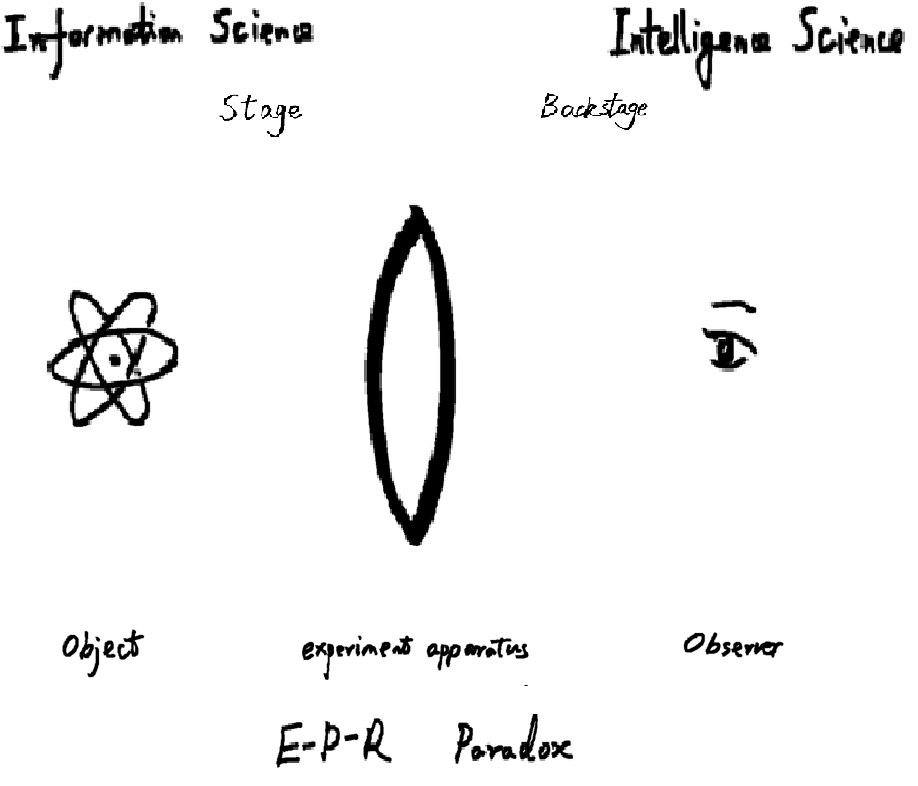 Information Science Intelligence Science
Stage Backstage
Object experiment apparatus Observer
E-P-R Paradox